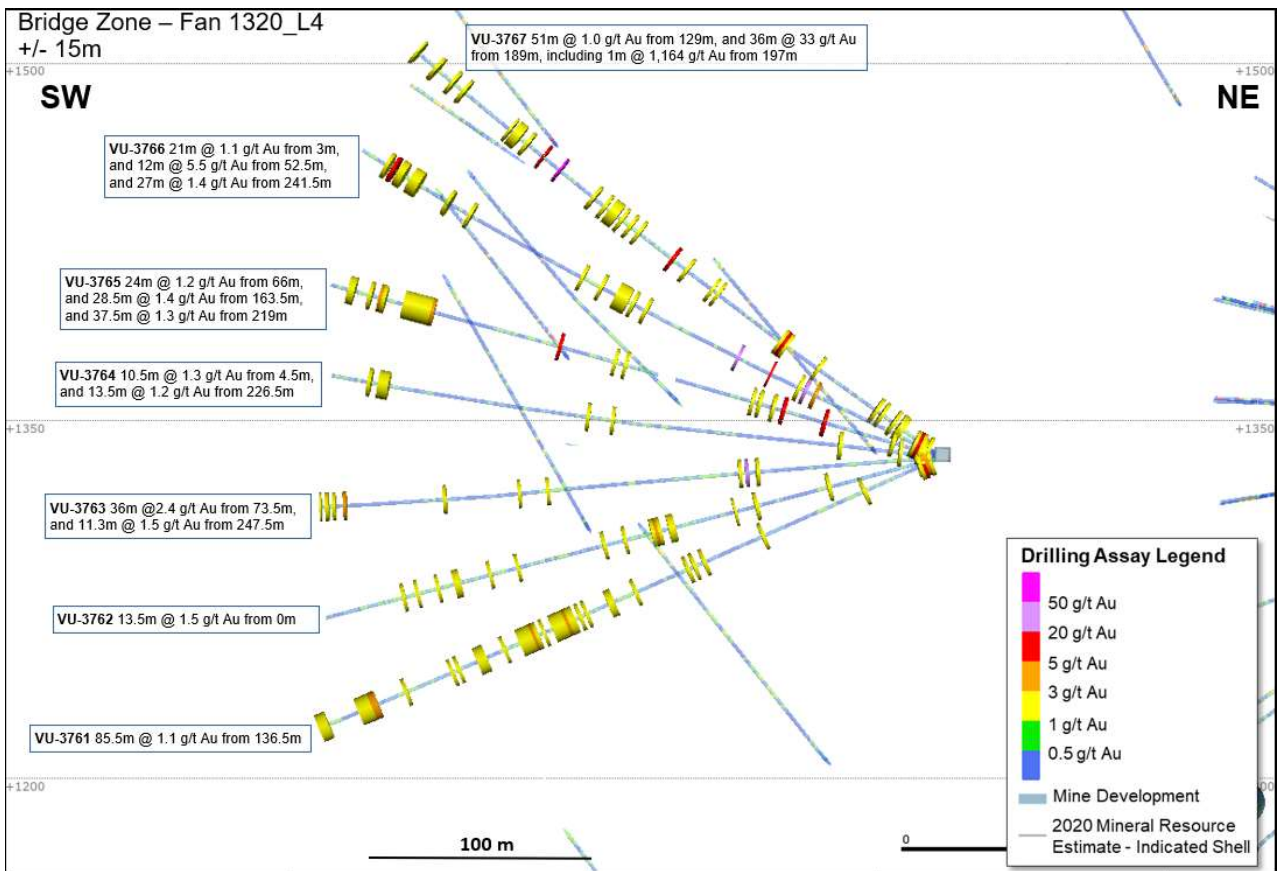 Bridge Zone – Fan 1320_L4
+/- 15m
VU-3767 51m @ 1.0 g/t Au from 129m, and 36m @ 33 g/t Au
from 189m, including 1m @ 1,164 g/t Au from 197m
+1500
+1500
SW
NE
VU-3766 21m @ 1.1 g/t Au from 3m,
and 12m @ 5.5 g/t Au from 52.5m,
and 27m @ 1.4 g/t Au from 241.5m
VU-3765 24m @ 1.2 g/t Au from 66m,
and 28.5m @ 1.4 g/t Au from 163.5m,
and 37.5m @ 1.3 g/t Au from 219m
VU-3764 10.5m @ 1.3 g/t Au from 4.5m,
and 13.5m @ 1.2 g/t Au from 226.5m
+1350
+1350
VU-3763 36m @2.4 g/t Au from 73.5m,
and 11.3m @ 1.5 g/t Au from 247.5m
VU-3762 13.5m @ 1.5 g/t Au from 0m
VU-3761 85.5m @ 1.1 g/t Au from 136.5m
+1200
Drilling Assay Legend
50 g/t Au
20 g/t Au
5 g/t Au
3 g/t Au
1 g/t Au
0.5 g/t Au
Mine Development
2020 Mineral Resource
Estimate - Indicated Shell
100 m
0